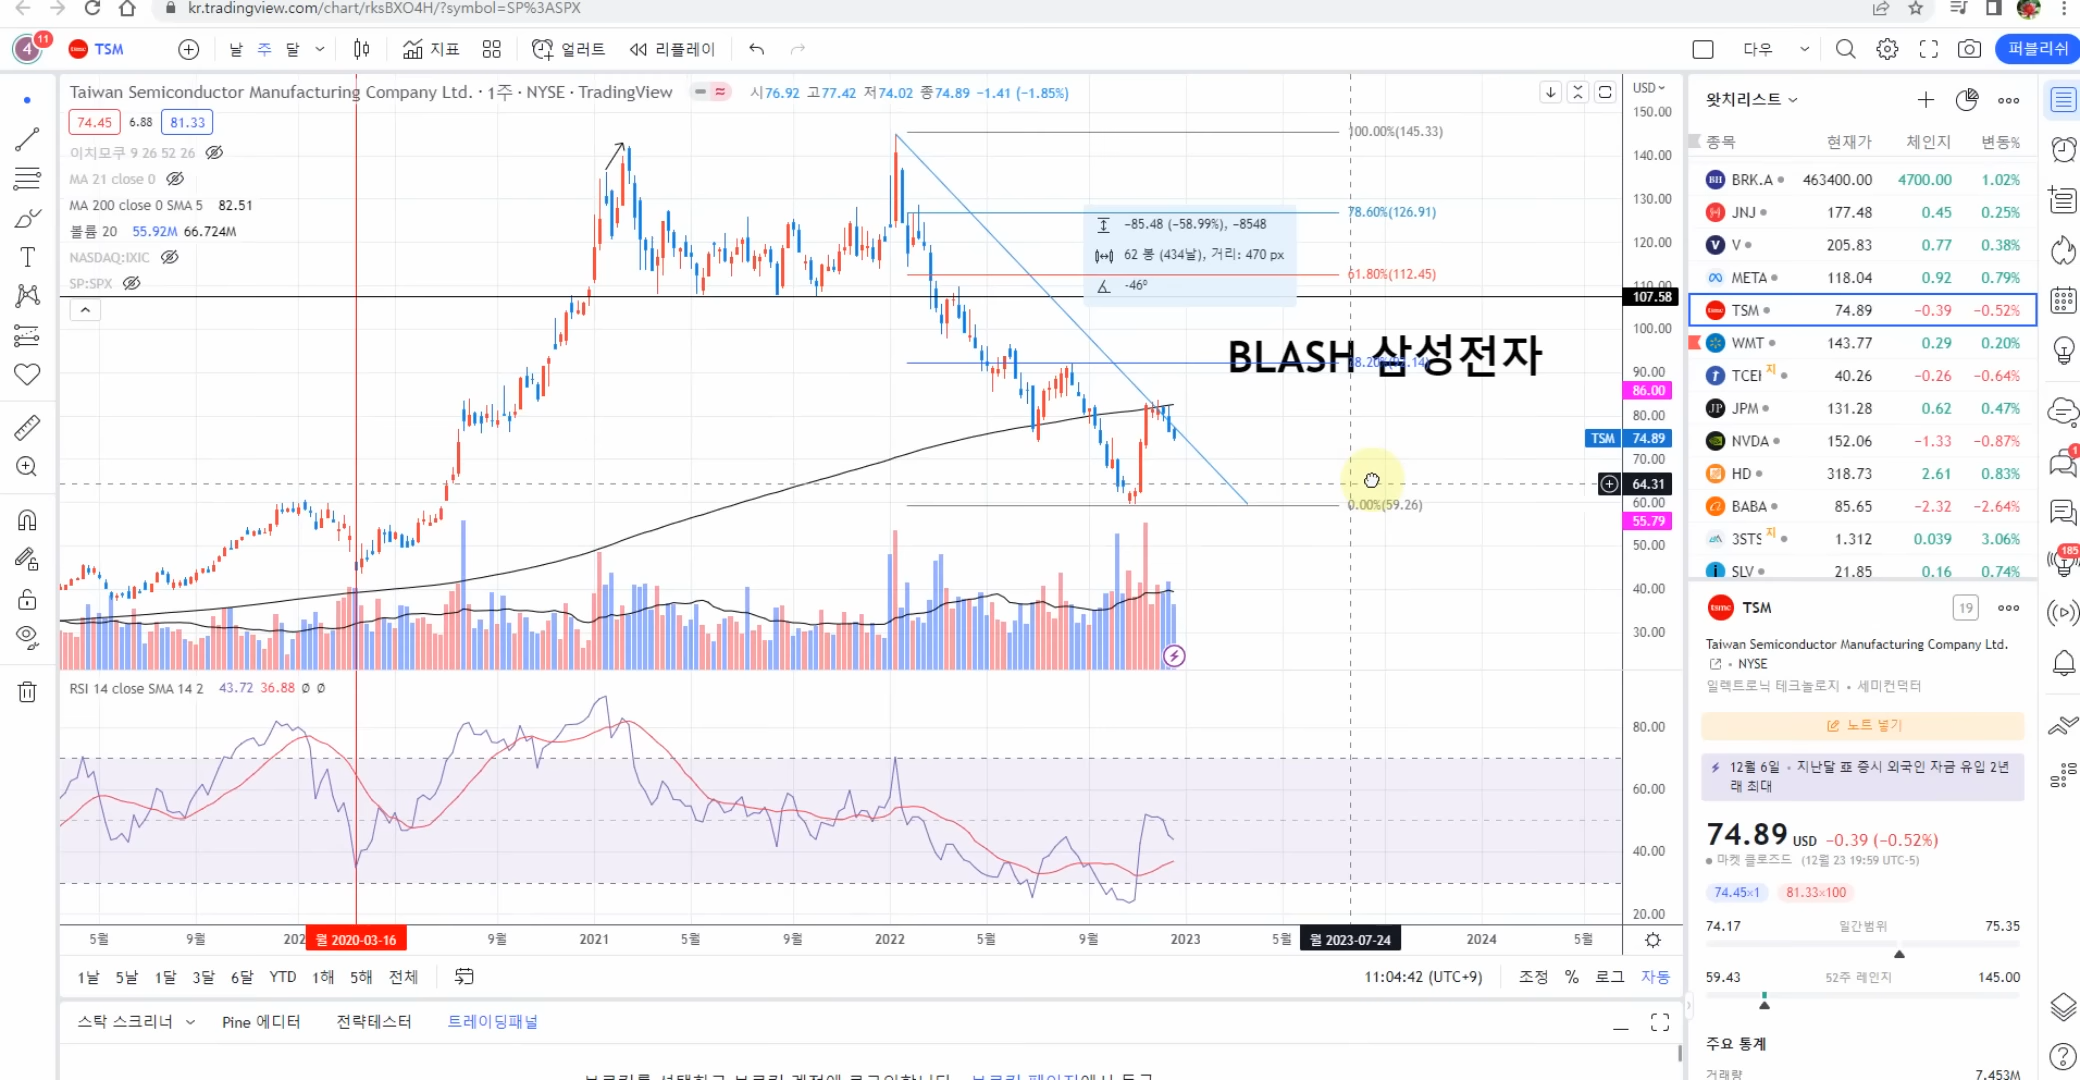 kr.tradingview.com/chart/rksBXO4H/?symbol=SP%3ASPX
4 11 TSM 날 주 달 지표 얼러트 리플레이 다우 퍼블리쉬
Taiwan Semiconductor Manufacturing Company Ltd. · 1주 · NYSE · TradingView 시76.92 고77.42 저74.02 종74.89 −1.41 (−1.85%)
74.45 6.88 81.33
이치모쿠 9 26 52 26
MA 21 close 0
MA 200 close 0 SMA 5 82.51
볼륨 20 55.92M 66.724M
NASDAQ:IXIC
SP:SPX
100.00%(145.33)
78.60%(126.91)
−85.48 (−58.99%), −8548
62 봉 (434날), 거리: 470 px
-46º
61.80%(112.45)
BLASH 삼성전자
0.00%(59.26)
USD
150.00
140.00
130.00
120.00
110.00
107.58
100.00
90.00
86.00
80.00
TSM 74.89
70.00
64.31
60.00
55.79
50.00
40.00
30.00
RSI 14 close SMA 14 2 43.72 36.88 Ø Ø
80.00
60.00
40.00
20.00
5월 9월 202 월 2020-03-16 9월 2021 5월 9월 2022 5월 9월 2023 5월 월 2023-07-24 2024 5월
1날 5날 1달 3달 6달 YTD 1해 5해 전체 11:04:42 (UTC+9) 조정 % 로그 자동
스탁 스크리너 Pine 에디터 전략테스터 트레이딩패널
왓치리스트
종목 현재가 체인지 변동%
BRK.A 463400.00 4700.00 1.02%
JNJ 177.48 0.45 0.25%
V 205.83 0.77 0.38%
META 118.04 0.92 0.79%
TSM 74.89 −0.39 −0.52%
WMT 143.77 0.29 0.20%
TCEH 지 40.26 −0.26 −0.64%
JPM 131.28 0.62 0.47%
NVDA 152.06 −1.33 −0.87%
HD 318.73 2.61 0.83%
BABA 85.65 −2.32 −2.64%
3STS 지 1.312 0.039 3.06%
SLV 21.85 0.16 0.74%
tsmc TSM 19
Taiwan Semiconductor Manufacturing Company Ltd.
• NYSE
일렉트로닉 테크놀로지 • 세미컨덕터
노트 넣기
12월 6일 • 지난달 亞 증시 외국인 자금 유입 2년
래 최대
74.89 USD −0.39 (−0.52%)
마켓 클로즈드 (12월 23 19:59 UTC-5)
74.45×1 81.33×100
74.17 일간범위 75.35
59.43 52주 레인지 145.00
주요 통계
거래량 7.453M
1
185